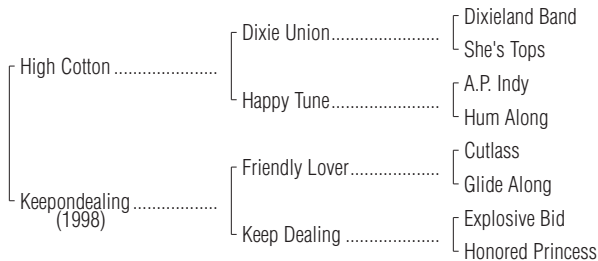 Dixieland Band
Dixie Union.......................
She's Tops
High Cotton ......................
A.P. Indy
Happy Tune.......................
Hum Along
Cutlass
Friendly Lover...................
Glide Along
Keepondealing ..................
(1998)
Explosive Bid
Keep Dealing ....................
Honored Princess